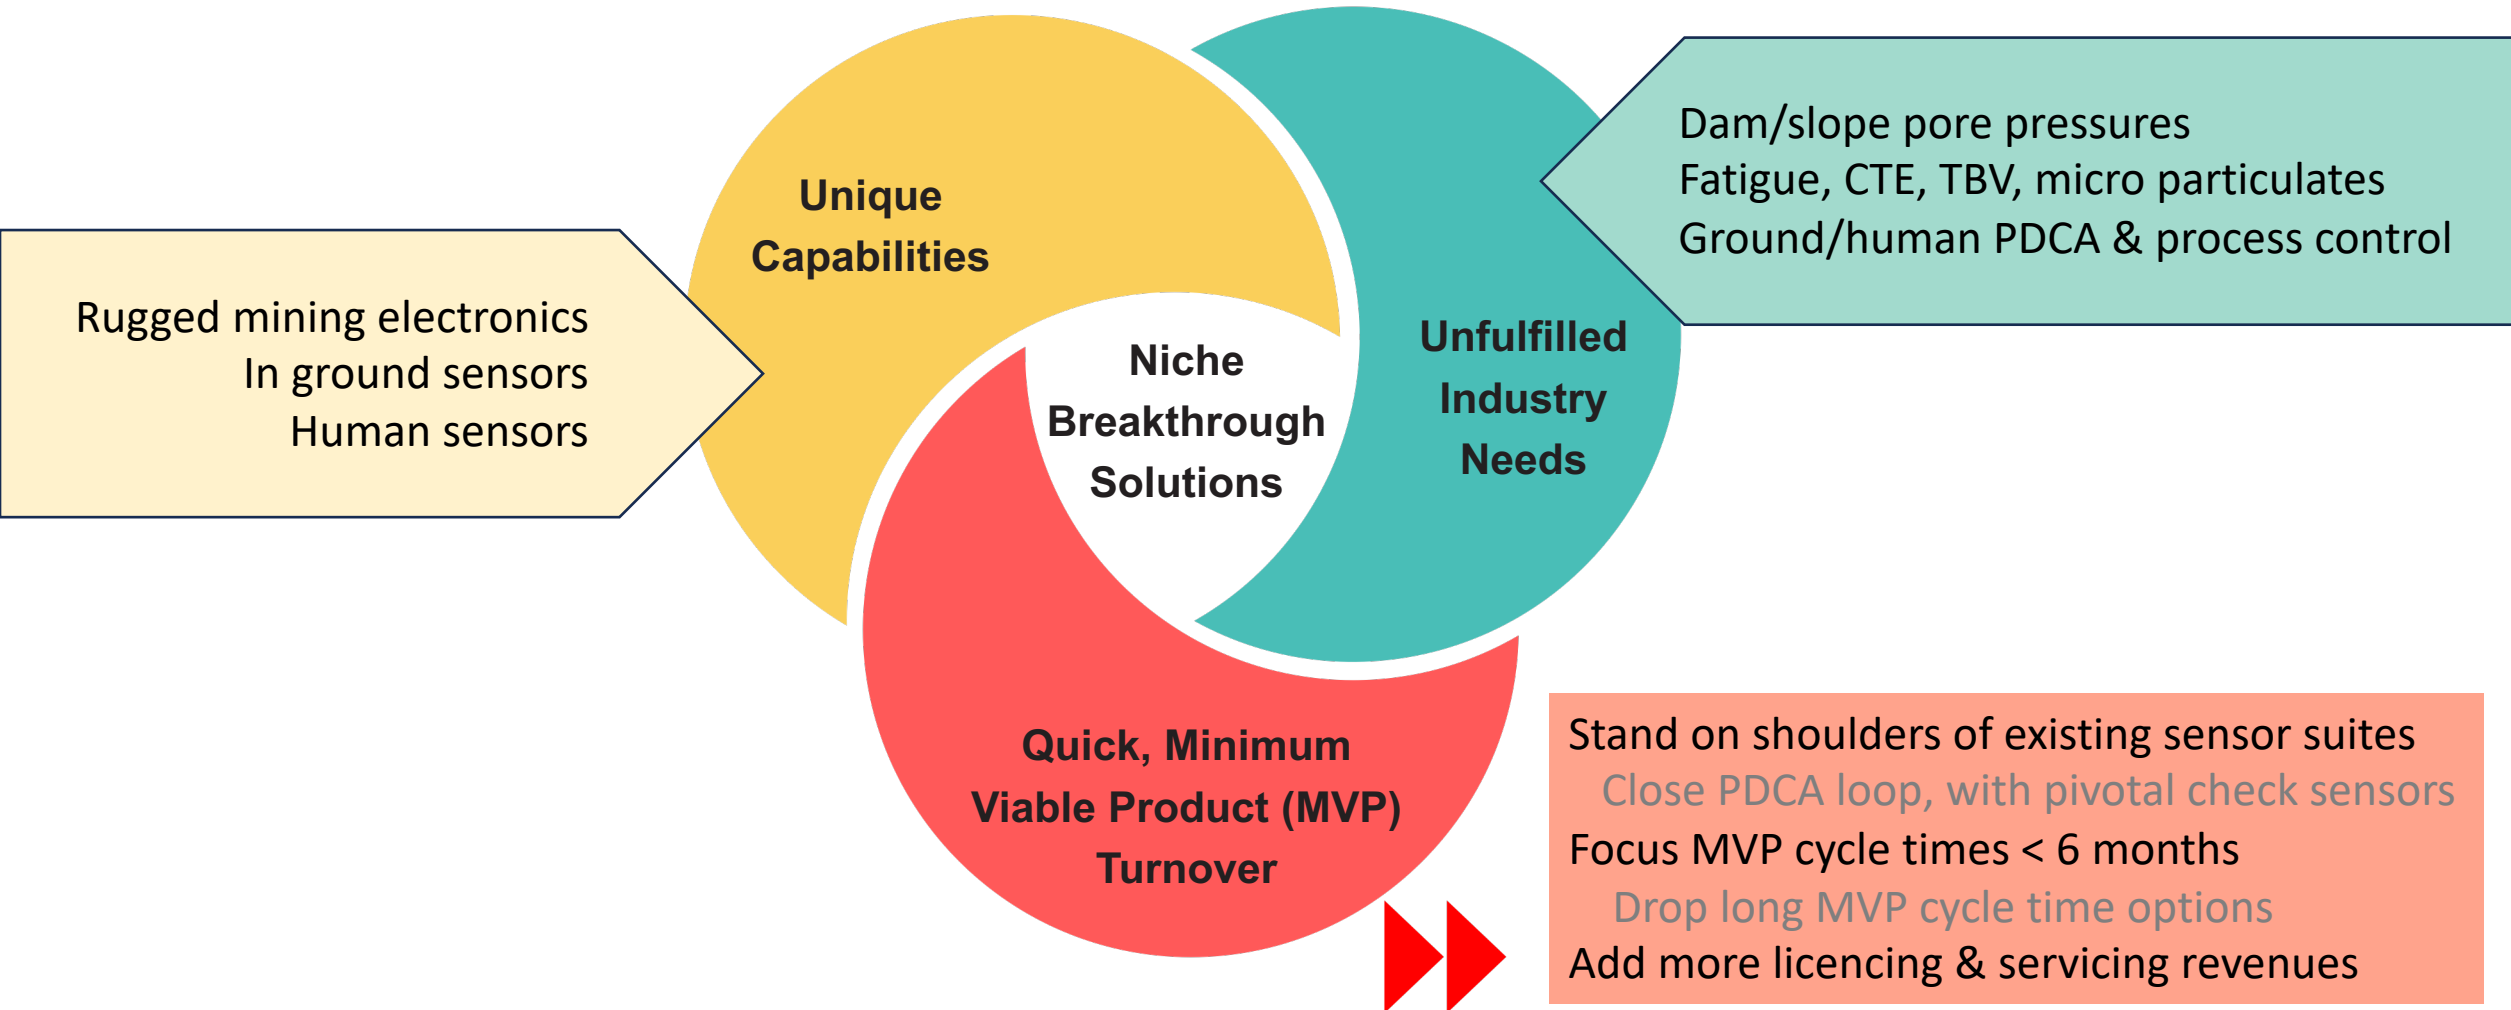 Unique
Capabilities
Rugged mining electronics
In ground sensors
Human sensors
Dam/slope pore pressures
Fatigue, CTE, TBV, micro particulates
Ground/human PDCA & process control
Unfulfilled
Industry
Needs
Niche
Breakthrough
Solutions
Quick, Minimum
Viable Product (MVP)
Turnover
Stand on shoulders of existing sensor suites
Close PDCA loop, with pivotal check sensors
Focus MVP cycle times < 6 months
Drop long MVP cycle time options
Add more licencing & servicing revenues